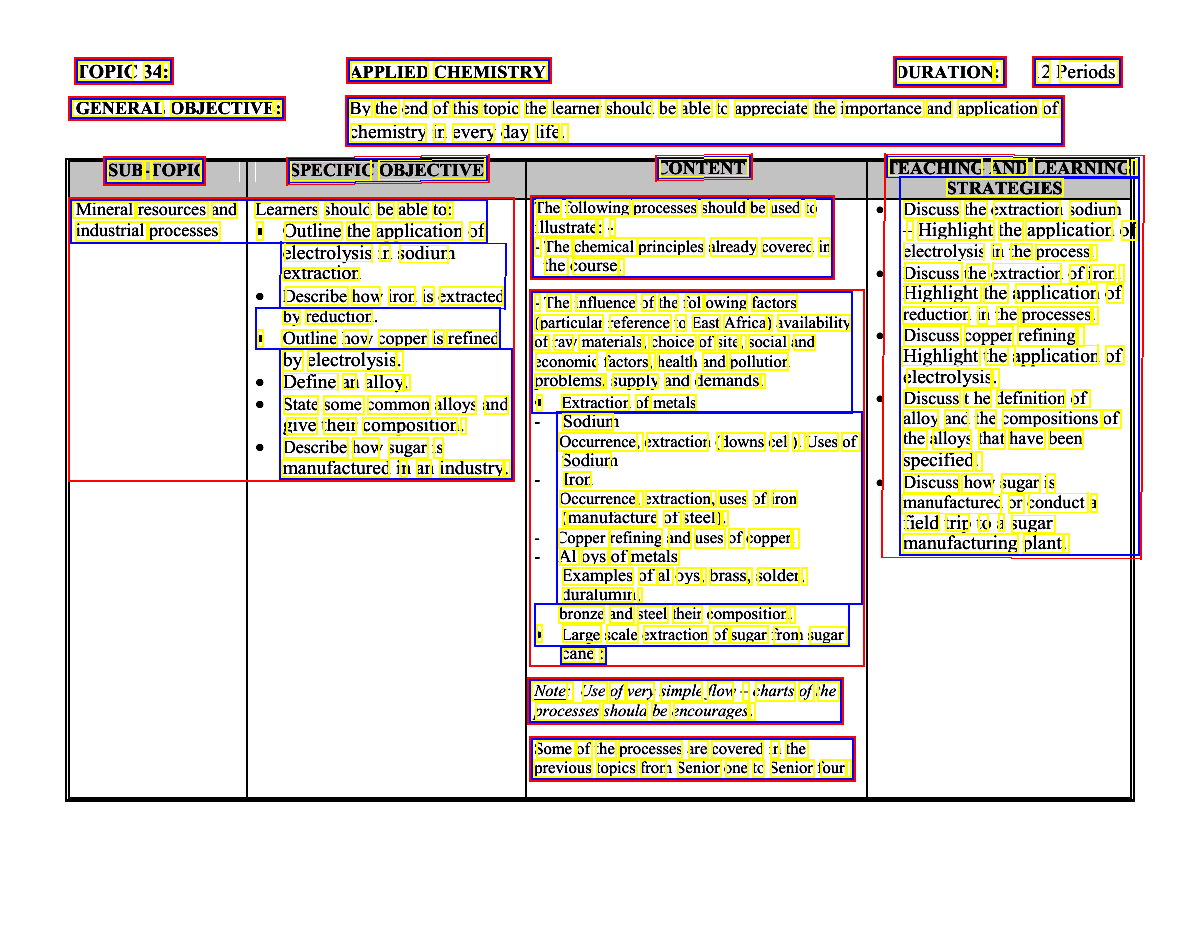 TOPIC 34: APPLIED CHEMISTRY DURATION: 12 Periods
GENERAL OBJECTIVE: By the end of this topic the learner should be able to appreciate the importance and application of
chemistry in every day life.
SUB-TOPIC
Mineral resources and
industrial processes
SPECIFIC OBJECTIVE
Learners should be able to:
▪ Outline the application of
electrolysis in sodium
extraction
● Describe how iron is extracted
by reduction.
▪ Outline how copper is refined
by electrolysis.
● Define an alloy.
● State some common alloys and
give their composition.
● Describe how sugar is
manufactured in an industry.
CONTENT
The following processes should be used to
illustrate: -
- The chemical principles already covered in
the course.
- The influence of the following factors
(particular reference to East Africa) availability
of raw materials, choice of site, social and
economic factors, health and pollution
problems, supply and demands.
▪ Extraction of metals
- Sodium
Occurrence, extraction (downs cell). Uses of
Sodium
- Iron
Occurrence, extraction, uses of iron
(manufacture of steel).
- Copper refining and uses of copper
- Alloys of metals
Examples of alloys, brass, solder,
duralumin,
bronze and steel their composition.
▪ Large scale extraction of sugar from sugar
cane :
Note: Use of very simple flow – charts of the
processes should be encourages.
Some of the processes are covered in the
previous topics from Senior one to Senior four
TEACHING AND LEARNING
STRATEGIES
● Discuss the extraction sodium
– Highlight the application of
electrolysis in the process
● Discuss the extraction of iron
Highlight the application of
reduction in the processes.
● Discuss copper refining
Highlight the application of
electrolysis.
● Discuss t he definition of
alloy and the compositions of
the alloys that have been
specified.
● Discuss how sugar is
manufactured or conduct a
field trip to a sugar
manufacturing plant.